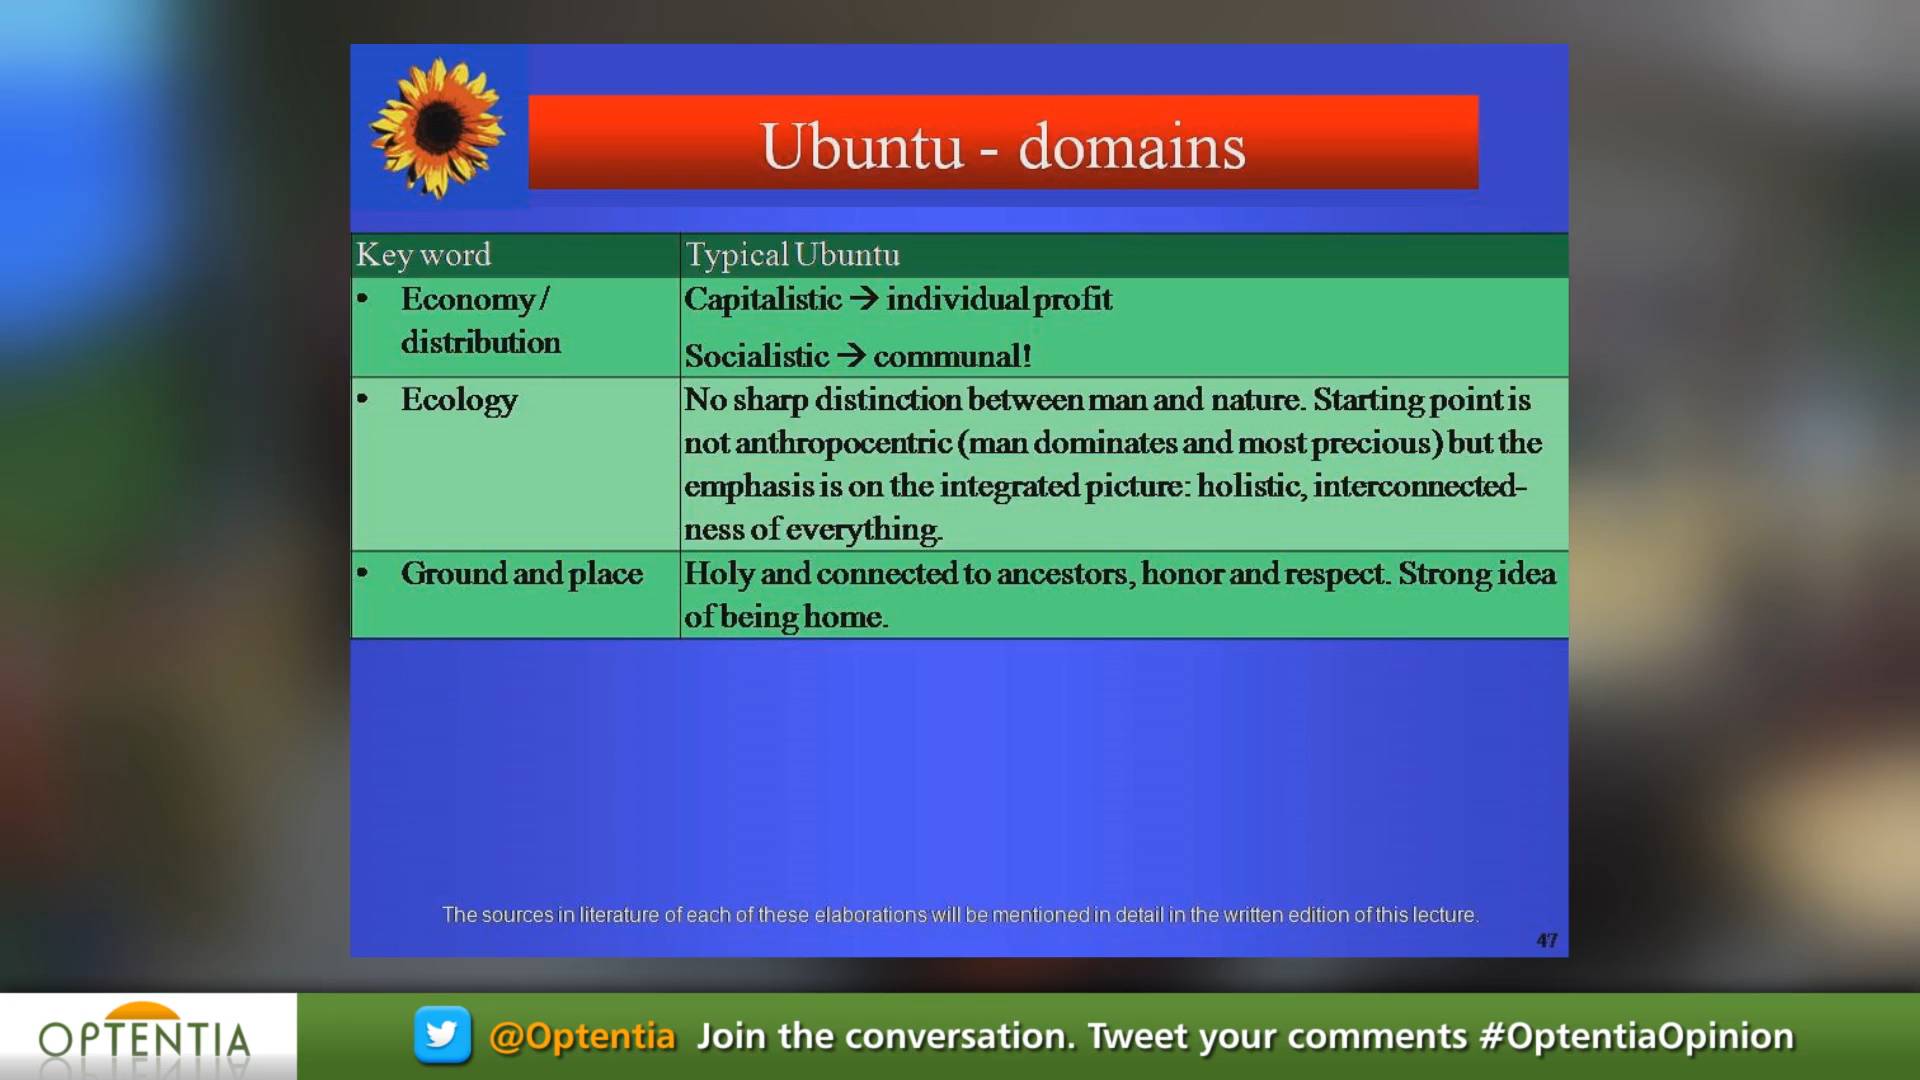 Ubuntu - domains
Key word
Typical Ubuntu
• Economy/
distribution
Capitalistic → individual profit
Socialistic → communal!
• Ecology
No sharp distinction between man and nature. Starting point is
not anthropocentric (man dominates and most precious) but the
emphasis is on the integrated picture: holistic, interconnected-
ness of everything.
• Ground and place
Holy and connected to ancestors, honor and respect. Strong idea
of being home.
The sources in literature of each of these elaborations will be mentioned in detail in the written edition of this lecture.
47
OPTENTIA
@Optentia Join the conversation. Tweet your comments #OptentiaOpinion